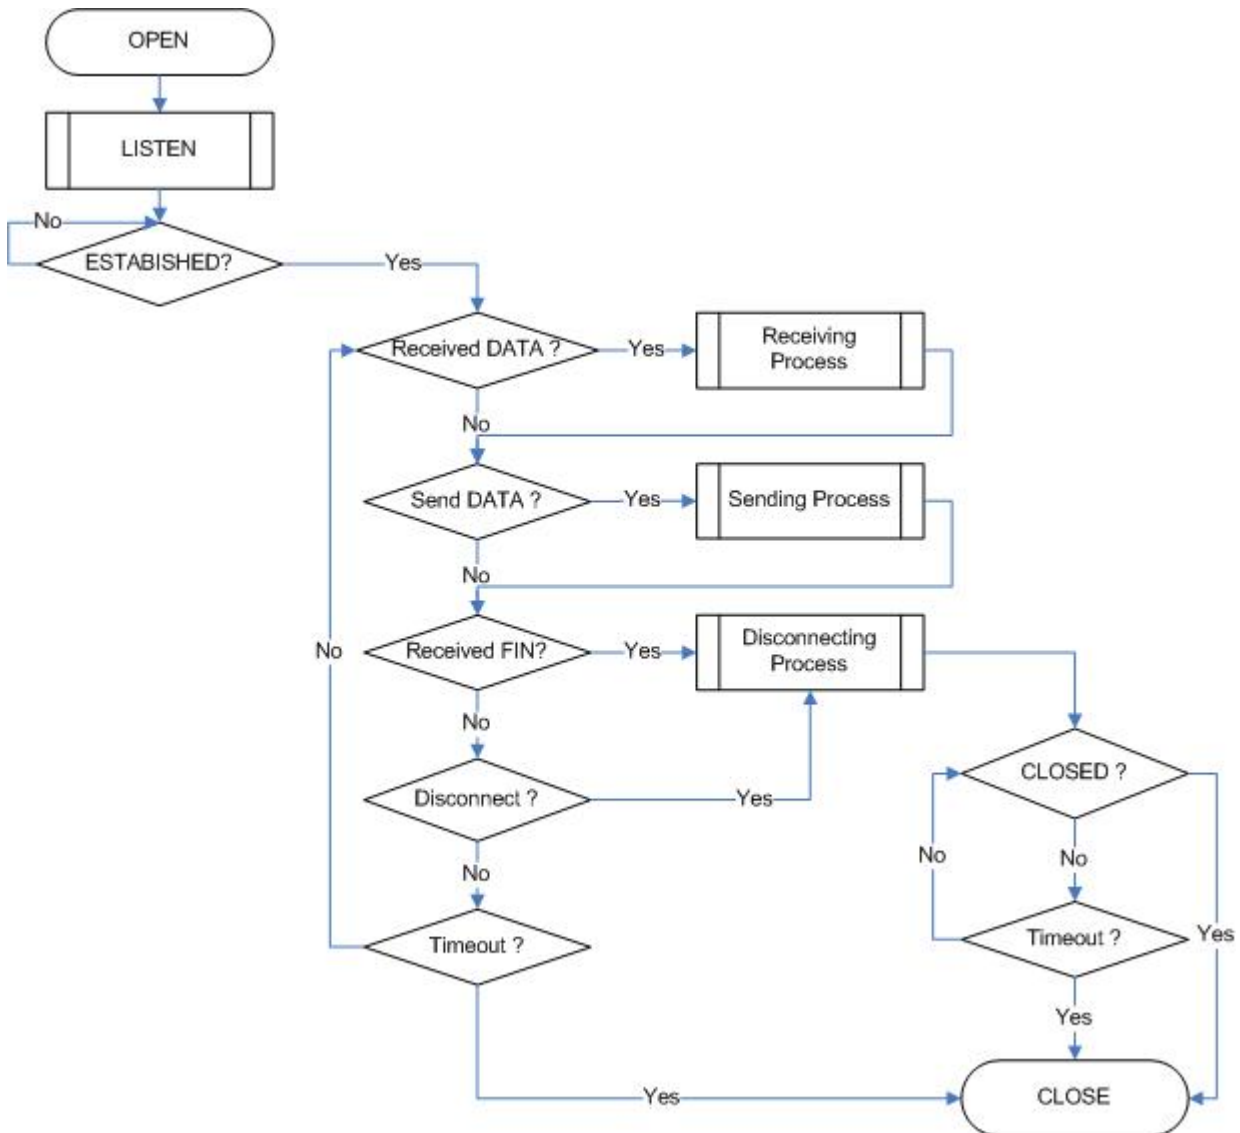 OPEN
LISTEN
No
ESTABISHED?
Yes
Received DATA ?
Yes
Receiving
Process
No
Send DATA ?
Yes
Sending Process
No
Received FIN?
Yes
Disconnecting
Process
No
No
Disconnect ?
Yes
CLOSED ?
No
No
No
Timeout ?
Timeout ?
Yes
Yes
Yes
CLOSE